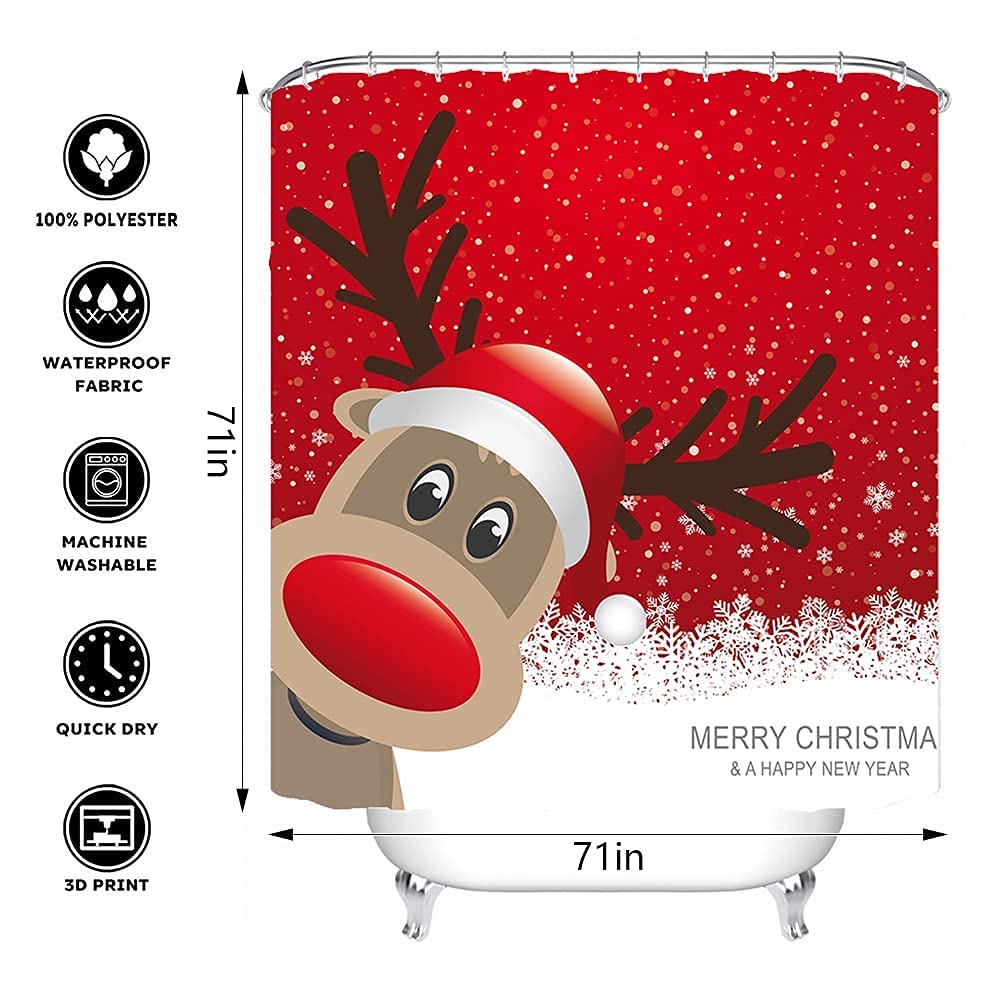 100% POLYESTER
WATERPROOF
FABRIC
MACHINE
WASHABLE
QUICK DRY
3D PRINT
71in
MERRY CHRISTMA
& A HAPPY NEW YEAR
71in